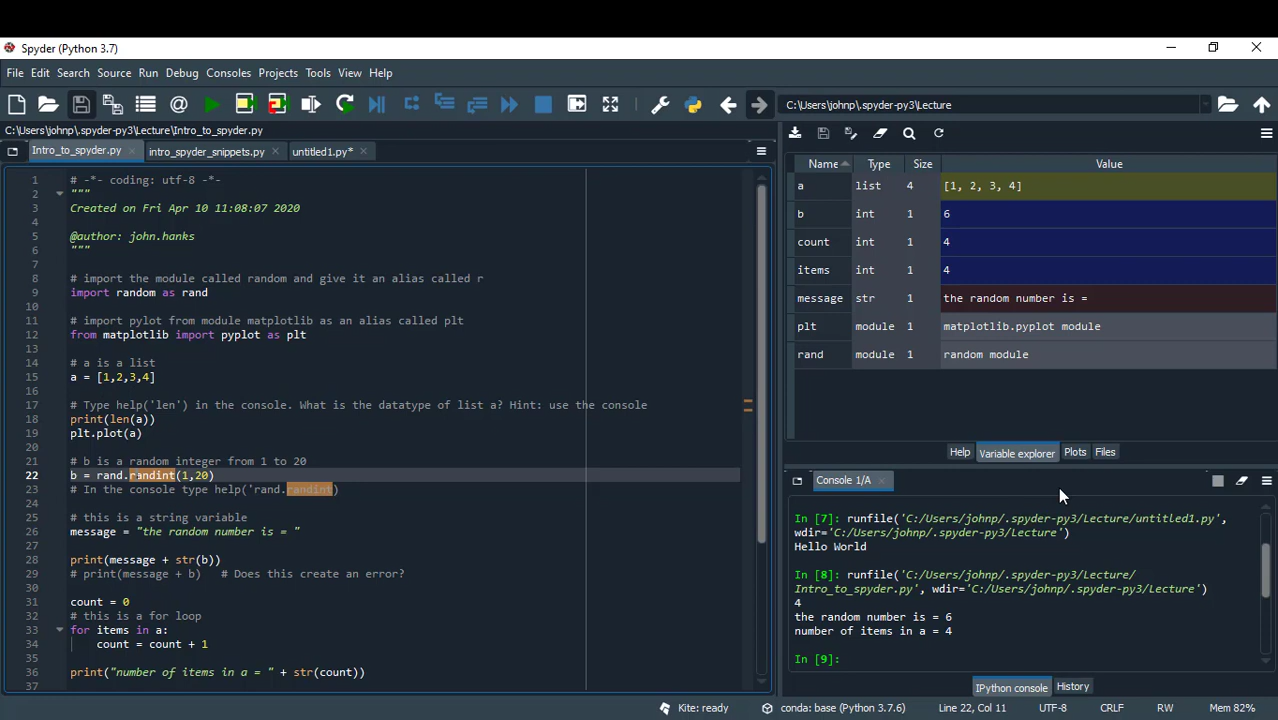 Spyder (Python 3.7)
File Edit Search Source Run Debug Consoles Projects Tools View Help
C:\Users\johnp\.spyder-py3\Lecture
C:\Users\johnp\.spyder-py3\Lecture\Intro_to_spyder.py
Intro_to_spyder.py intro_spyder_snippets.py untitled1.py*
1 # -*- coding: utf-8 -*-
2 """
3 Created on Fri Apr 10 11:08:07 2020
4
5 @author: john.hanks
6 """
7
8 # import the module called random and give it an alias called r
9 import random as rand
10
11 # import pylot from module matplotlib as an alias called plt
12 from matplotlib import pyplot as plt
13
14 # a is a list
15 a = [1,2,3,4]
16
17 # Type help('len') in the console. What is the datatype of list a? Hint: use the console
18 print(len(a))
19 plt.plot(a)
20
21 # b is a random integer from 1 to 20
22 b = rand.randint(1,20)
23 # In the console type help('rand.randint)
24
25 # this is a string variable
26 message = "the random number is = "
27
28 print(message + str(b))
29 # print(message + b)   # Does this create an error?
30
31 count = 0
32 # this is a for loop
33 for items in a:
34     count = count + 1
35
36 print("number of items in a = " + str(count))
37
Name Type Size Value
a list 4 [1, 2, 3, 4]
b int 1 6
count int 1 4
items int 1 4
message str 1 the random number is =
plt module 1 matplotlib.pyplot module
rand module 1 random module
Help Variable explorer Plots Files
Console 1/A
In [7]: runfile('C:/Users/johnp/.spyder-py3/Lecture/untitled1.py',
wdir='C:/Users/johnp/.spyder-py3/Lecture')
Hello World
In [8]: runfile('C:/Users/johnp/.spyder-py3/Lecture/
Intro_to_spyder.py', wdir='C:/Users/johnp/.spyder-py3/Lecture')
4
the random number is = 6
number of items in a = 4
In [9]:
IPython console History
Kite: ready conda: base (Python 3.7.6) Line 22, Col 11 UTF-8 CRLF RW Mem 82%